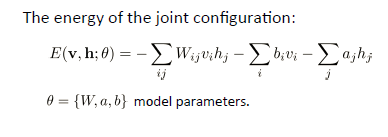 The energy of the joint configuration:
E(v, h; θ) = − ∑_{ij} W_{ij} v_i h_j − ∑_i b_i v_i − ∑_j a_j h_j
θ = {W, a, b} model parameters.